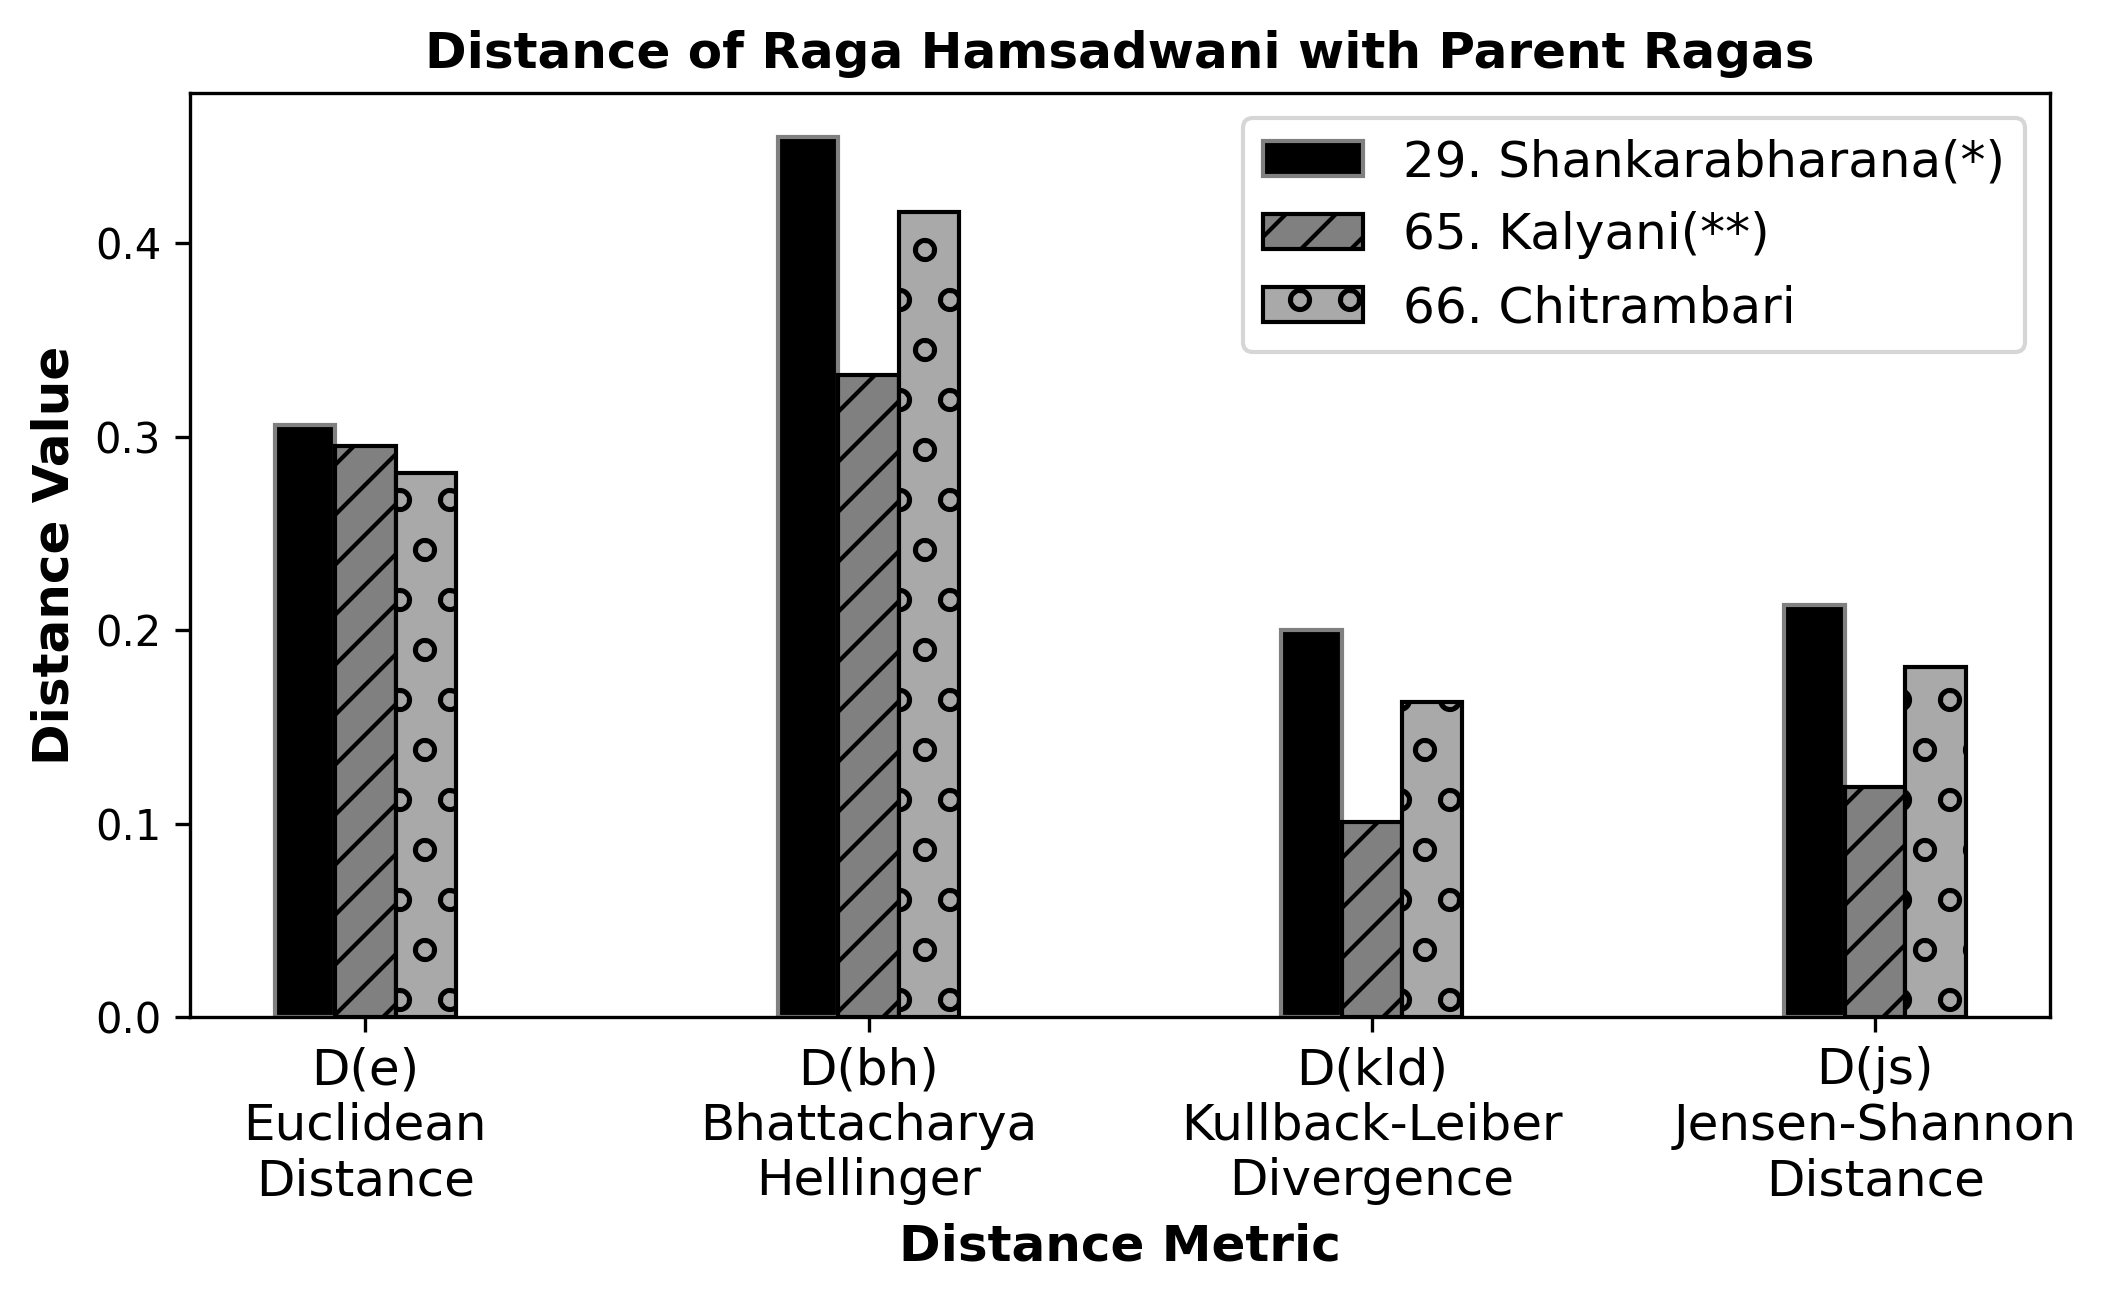 Distance of Raga Hamsadwani with Parent Ragas
29. Shankarabharana(*)
65. Kalyani(**)
66. Chitrambari
Distance Value
0.4
0.3
0.2
0.1
0.0
D(e)
Euclidean
Distance
D(bh)
Bhattacharya
Hellinger
D(kld)
Kullback-Leiber
Divergence
D(js)
Jensen-Shannon
Distance
Distance Metric